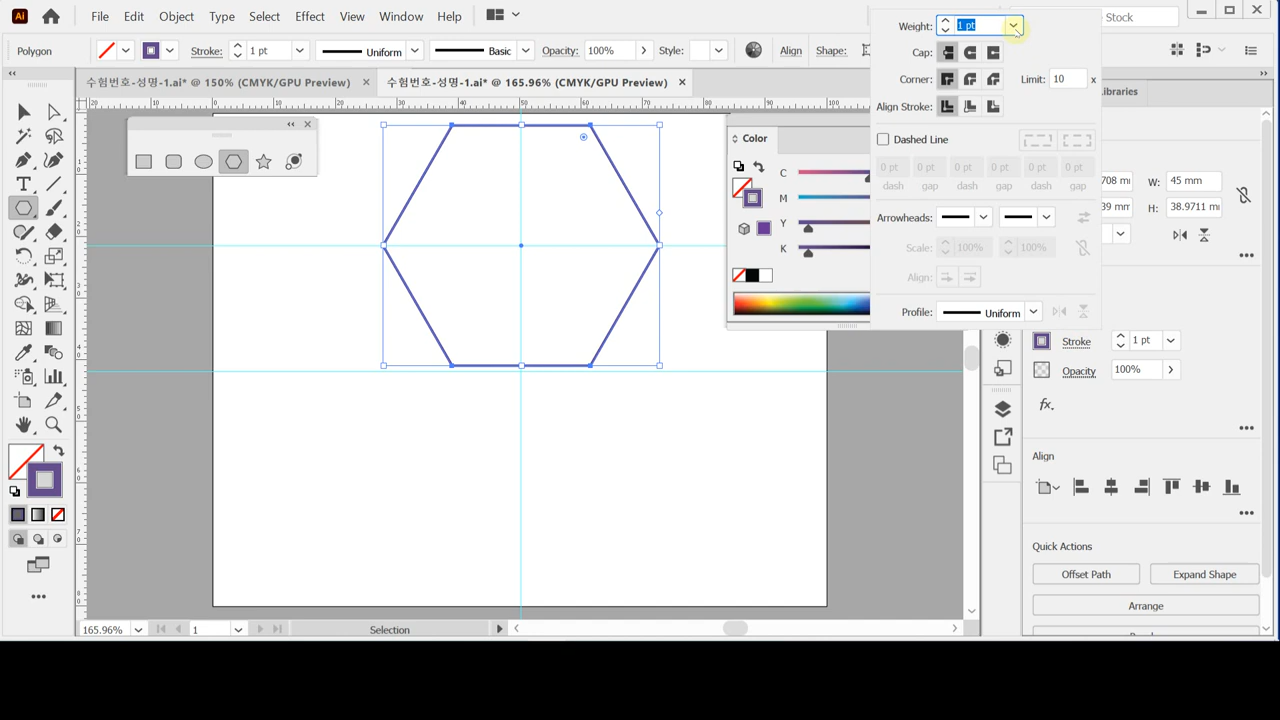 Ai File Edit Object Type Select Effect View Window Help
Stock
Polygon Stroke: 1 pt Uniform Basic Opacity: 100% Style: Align Shape:
수험번호-성명-1.ai* @ 150%
PREVIEW)
수험번호-성명-1.ai* @ 165.96% (CMYK/GPU Preview)
Weight: 1 pt
Cap:
Corner: Limit: 10 x
Align Stroke:
Dashed Line
0 pt 0 pt 0 pt 0 pt 0 pt 0 pt
dash gap dash gap dash gap
Arrowheads:
Scale: 100% 100%
Align:
Profile: Uniform
Color
C
M
Y
K
W: 45 mm
H: 38.9711
Stroke 1 pt
Opacity 100%
fx.
Align
Quick Actions
Offset Path Expand Shape
Arrange
165.96% 1 Selection